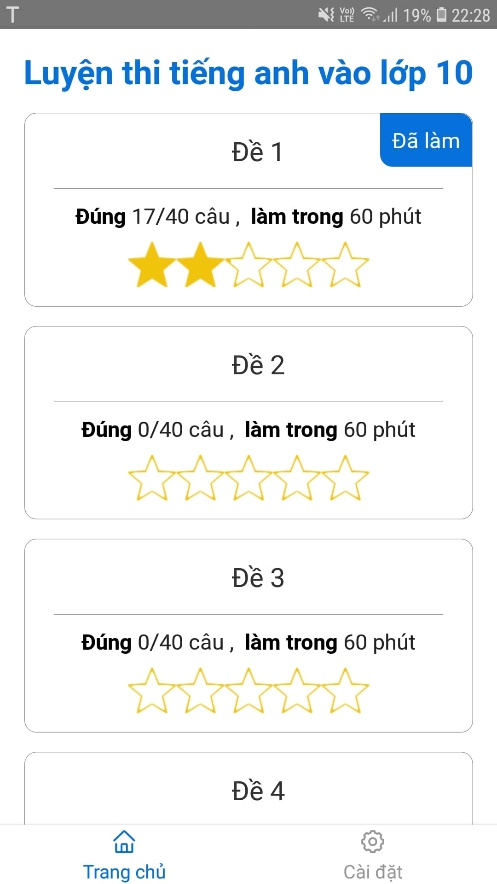 T
Vo))
LTE
19%
22:28
Luyện thi tiếng anh vào lớp 10
Đã làm
Đề 1
Đúng 17/40 câu , làm trong 60 phút
Đề 2
Đúng 0/40 câu , làm trong 60 phút
Đề 3
Đúng 0/40 câu , làm trong 60 phút
Đề 4
Trang chủ
Cài đặt